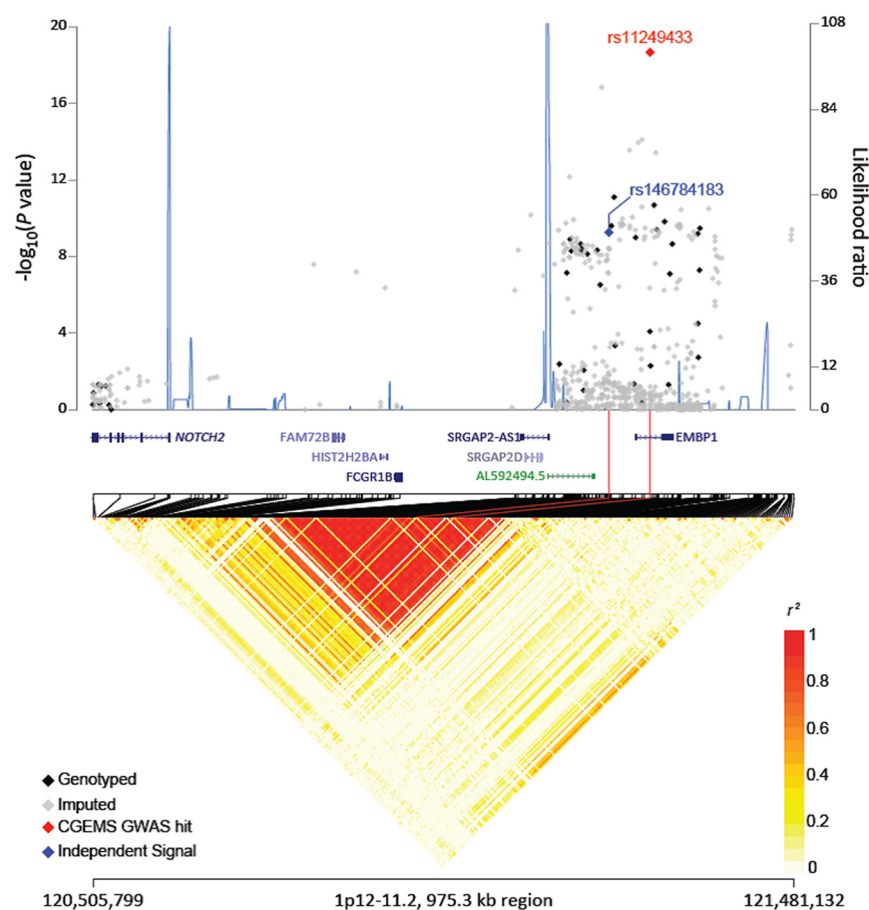 20
16
12
8
4
0
-log10(P value)
108
84
60
36
12
0
Likelihood ratio
rs11249433
rs146784183
NOTCH2
FAM72B
SRGAP2-AS1
EMBP1
HIST2H2BA
SRGAP2D
FCGR1B
AL592494.5
r²
1
0.8
0.6
0.4
0.2
0
Genotyped
Imputed
CGEMS GWAS hit
Independent Signal
120,505,799
1p12-11.2, 975.3 kb region
121,481,132